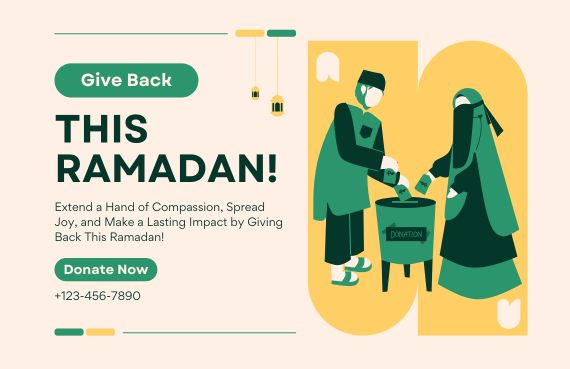 Give Back
THIS
RAMADAN!
Extend a Hand of Compassion, Spread
Joy, and Make a Lasting Impact by Giving
Back This Ramadan!
Donate Now
+123-456-7890
DONATION